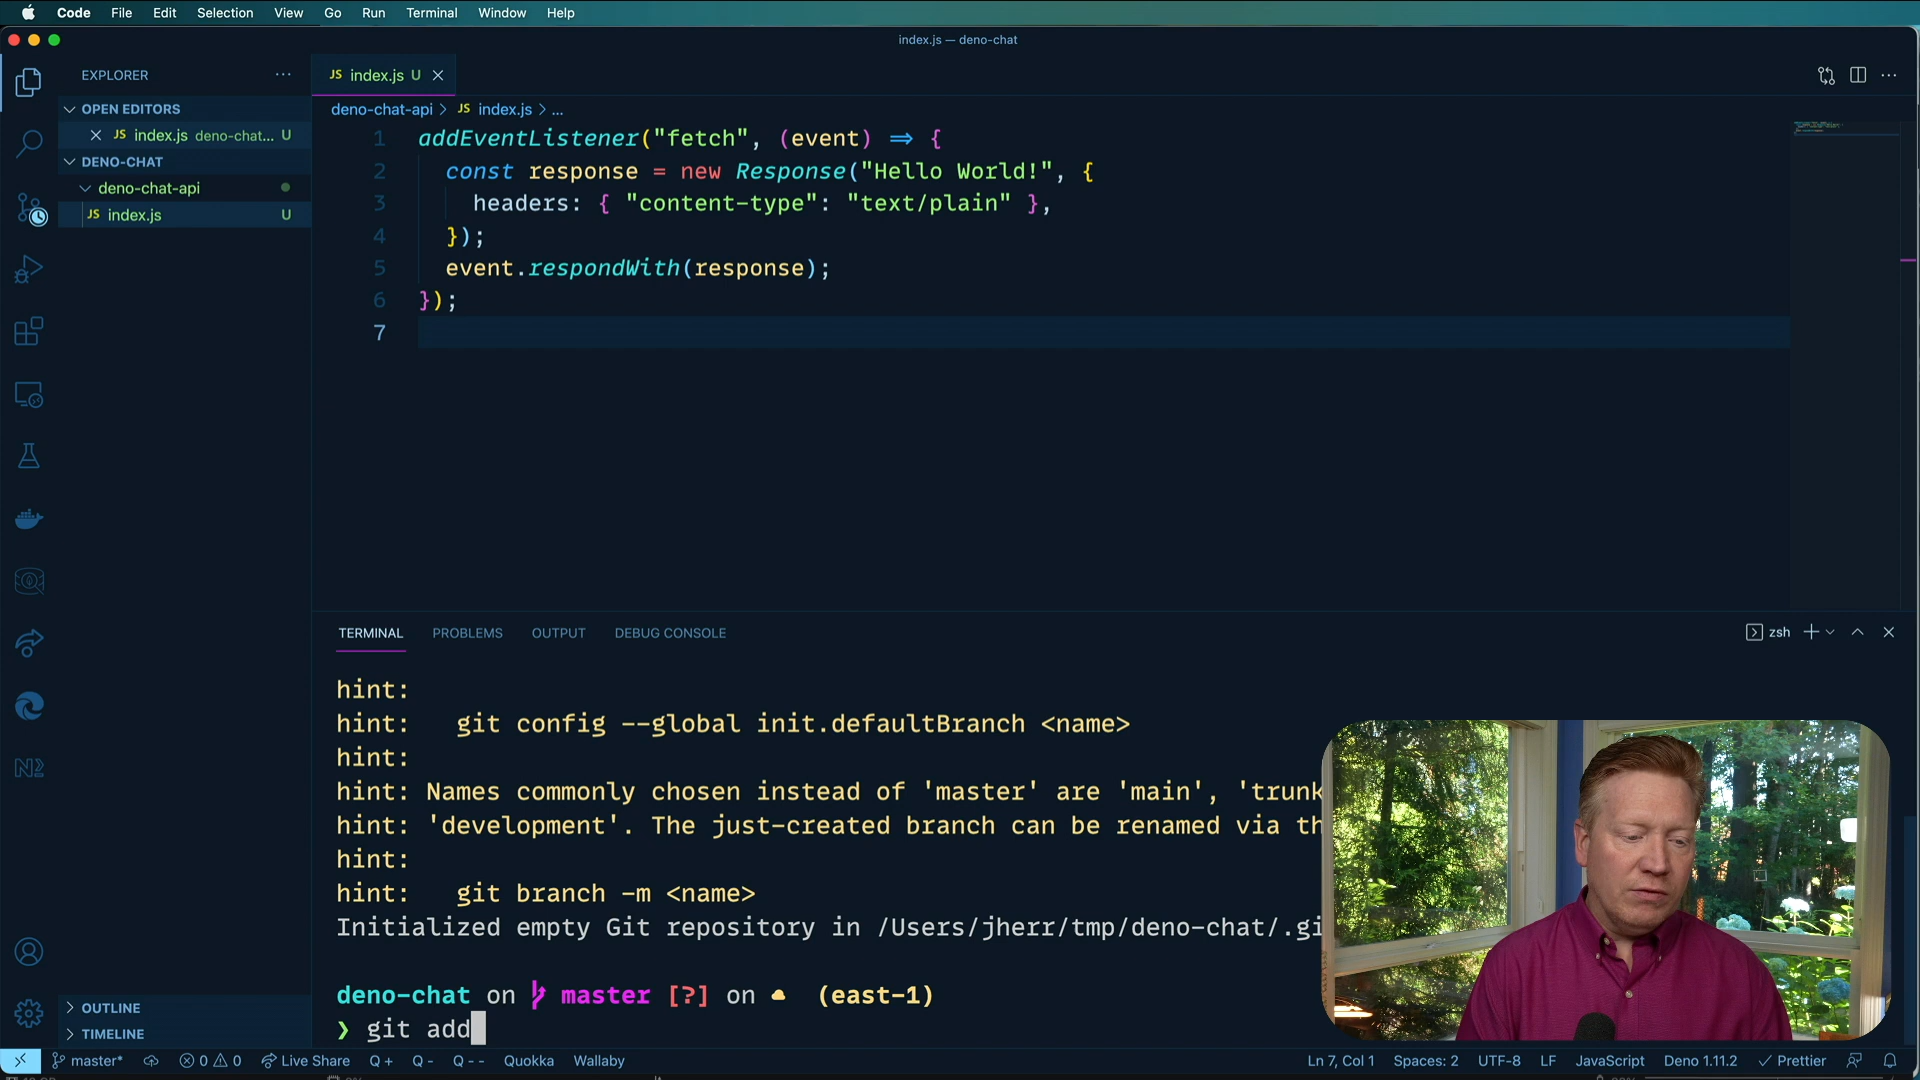 Code File Edit Selection View Go Run Terminal Window Help
index.js — deno-chat
EXPLORER
JS index.js U
OPEN EDITORS
JS index.js deno-chat... U
DENO-CHAT
deno-chat-api
JS index.js U
deno-chat-api > JS index.js > ...
1 addEventListener("fetch", (event) => {
2 const response = new Response("Hello World!", {
3 headers: { "content-type": "text/plain" },
4 });
5 event.respondWith(response);
6 });
7
TERMINAL PROBLEMS OUTPUT DEBUG CONSOLE
zsh
hint:
hint: git config --global init.defaultBranch <name>
hint:
hint: Names commonly chosen instead of 'master' are 'main', 'trunk
hint: 'development'. The just-created branch can be renamed via th
hint:
hint: git branch -m <name>
Initialized empty Git repository in /Users/jherr/tmp/deno-chat/.gi
deno-chat on master [?] on (east-1)
❯ git add
OUTLINE
TIMELINE
master* 0 0 Live Share Q + Q - Q - - Quokka Wallaby
Ln 7, Col 1 Spaces: 2 UTF-8 LF JavaScript Deno 1.11.2 Prettier